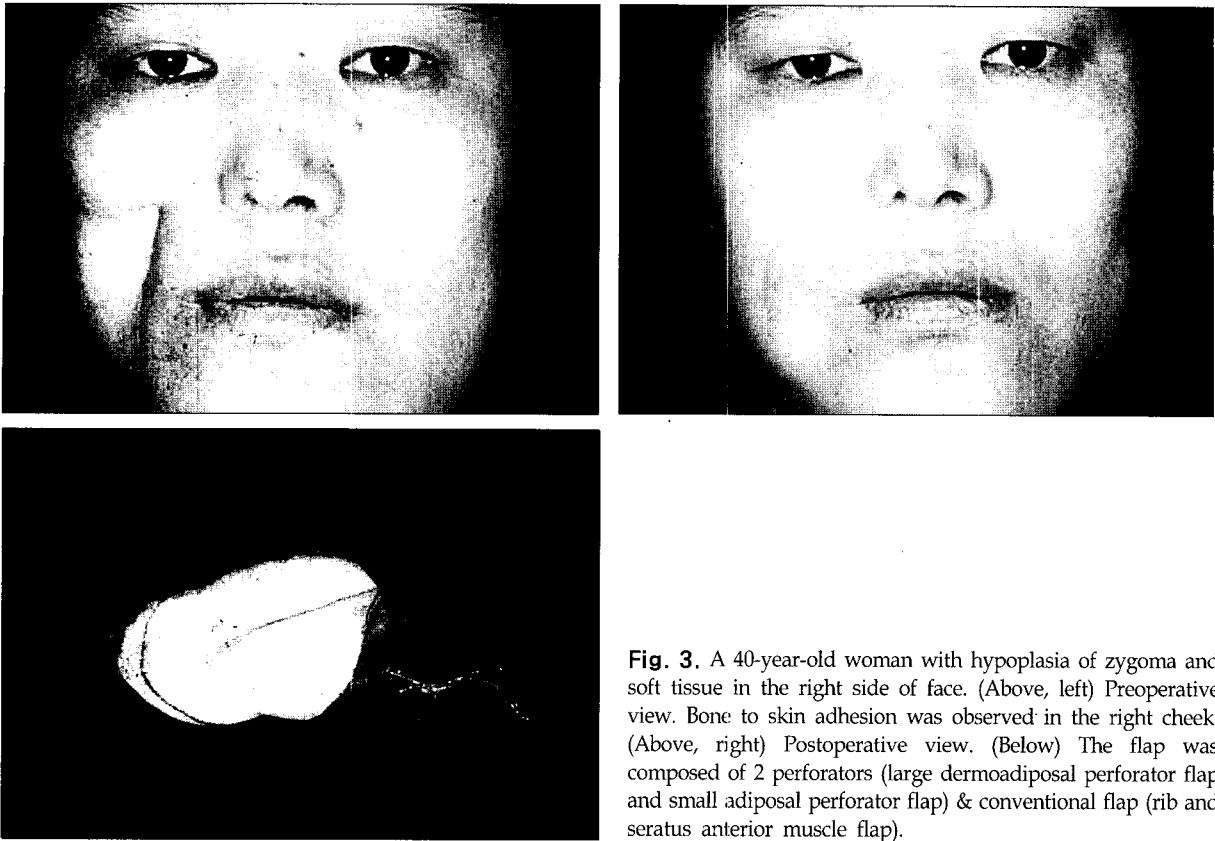 Fig. 3. A 40-year-old woman with hypoplasia of zygoma and
soft tissue in the right side of face. (Above, left) Preoperative
view. Bone to skin adhesion was observed in the right cheek
(Above, right) Postoperative view. (Below) The flap was
composed of 2 perforators (large dermoadiposal perforator flap
and small adiposal perforator flap) & conventional flap (rib and
seratus anterior muscle flap).